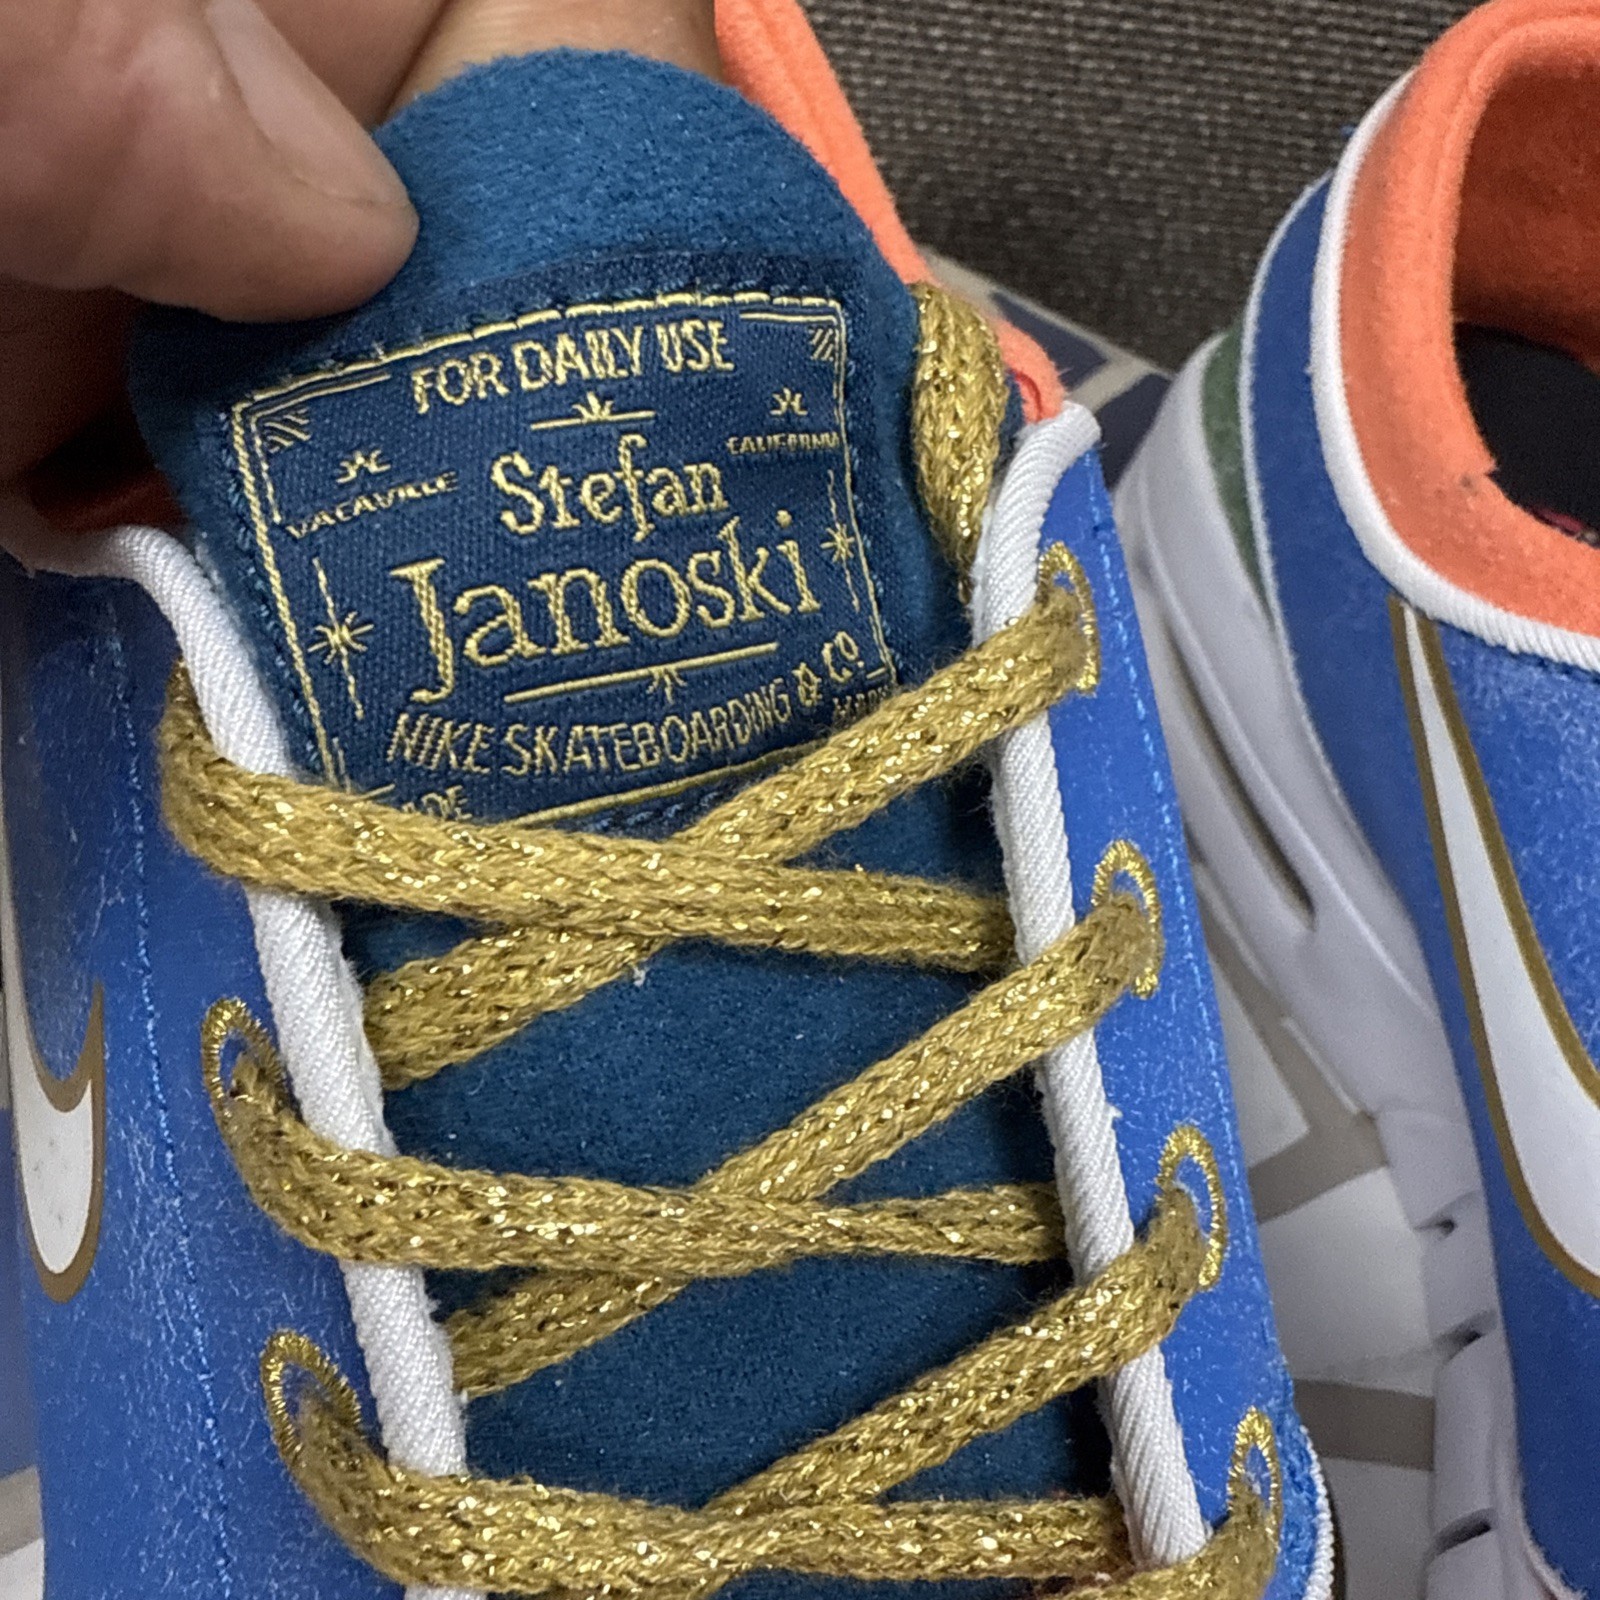 FOR DAILY USE
VACAVILLE
CALIFORNIA
Stefan
Janoski
NIKE SKATEBOARDING & Cº